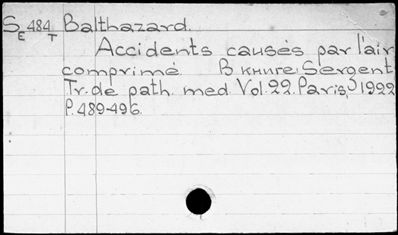 S 484 Balthazard.
E T
Accidents causés par l'air
comprimé В книге: Sergent
Tr. de path. med Vol. 22. Paris, 1922
P. 489-496.